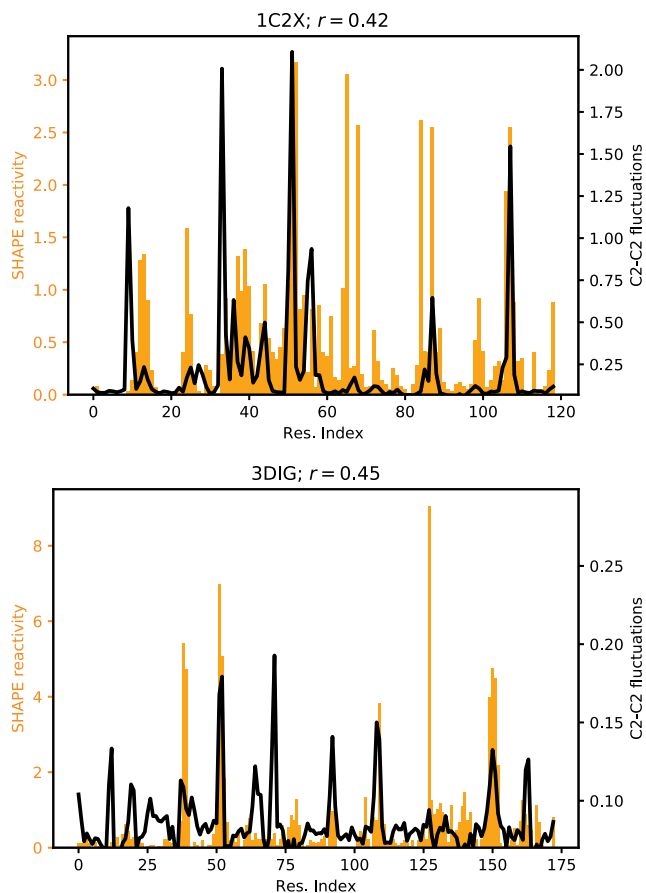 1C2X; r = 0.42
3.0
2.5
2.0
1.5
1.0
0.5
0.0
SHAPE reactivity
2.00
1.75
1.50
1.25
1.00
0.75
0.50
0.25
C2-C2 fluctuations
0 20 40 60 80 100 120
Res. Index
3DIG; r = 0.45
8
6
4
2
0
SHAPE reactivity
0.25
0.20
0.15
0.10
C2-C2 fluctuations
0 25 50 75 100 125 150 175
Res. Index